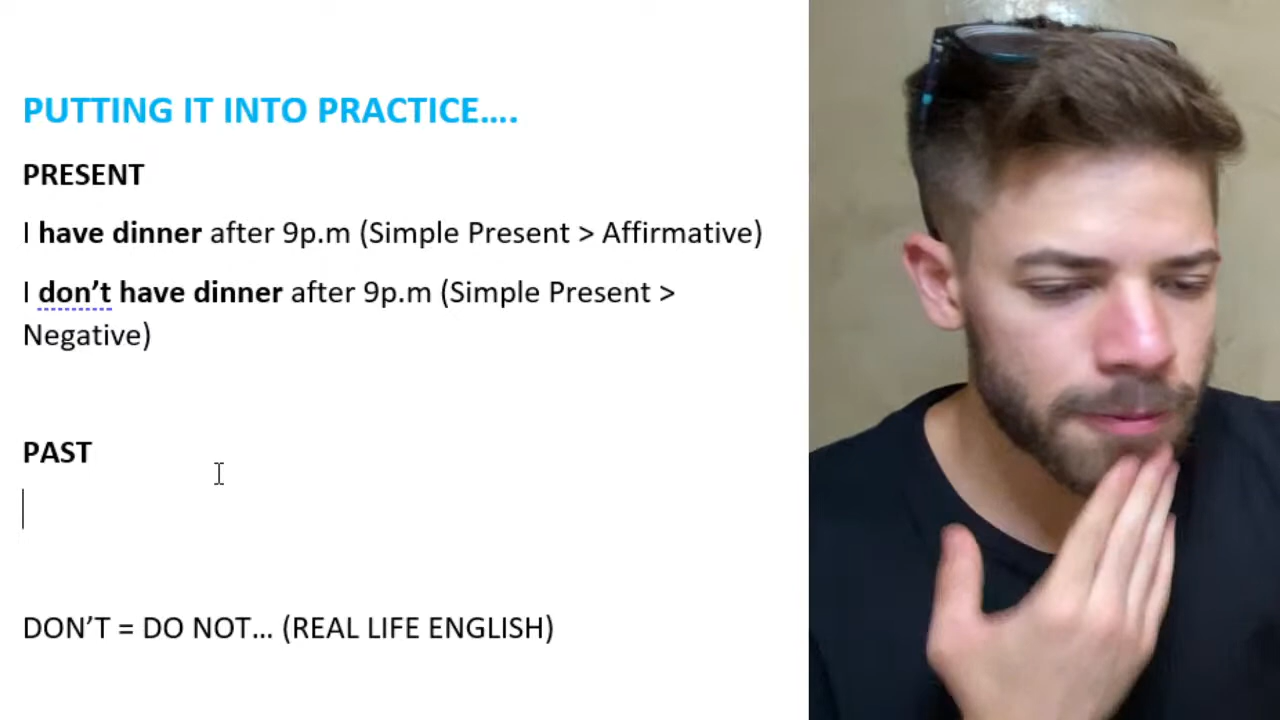 PUTTING IT INTO PRACTICE....
PRESENT
I have dinner after 9p.m (Simple Present > Affirmative)
I don’t have dinner after 9p.m (Simple Present >
Negative)
PAST
DON’T = DO NOT... (REAL LIFE ENGLISH)